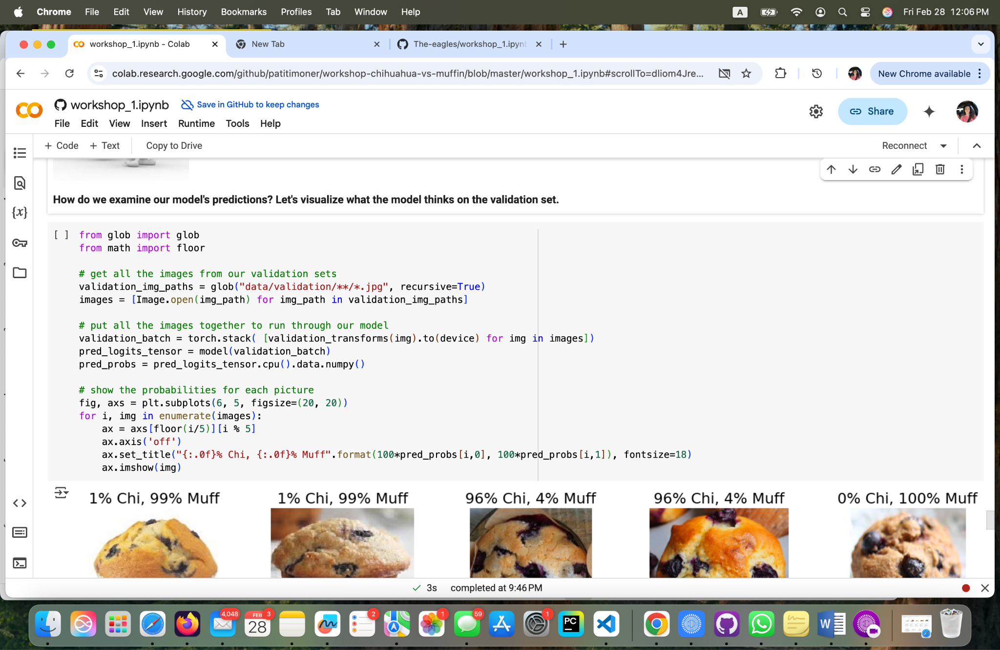 Chrome File Edit View History Bookmarks Profiles Tab Window Help A Fri Feb 28 12:06 PM
workshop_1.ipynb - Colab New Tab The-eagles/workshop_1.ipynb
colab.research.google.com/github/patitimoner/workshop-chihuahua-vs-muffin/blob/master/workshop_1.ipynb#scrollTo=dliom4Jre... New Chrome available
workshop_1.ipynb Save in GitHub to keep changes
Share
File Edit View Insert Runtime Tools Help
+ Code + Text Copy to Drive Reconnect
How do we examine our model's predictions? Let's visualize what the model thinks on the validation set.
[ ] from glob import glob
from math import floor
# get all the images from our validation sets
validation_img_paths = glob("data/validation/**/*.jpg", recursive=True)
images = [Image.open(img_path) for img_path in validation_img_paths]
# put all the images together to run through our model
validation_batch = torch.stack( [validation_transforms(img).to(device) for img in images])
pred_logits_tensor = model(validation_batch)
pred_probs = pred_logits_tensor.cpu().data.numpy()
# show the probabilities for each picture
fig, axs = plt.subplots(6, 5, figsize=(20, 20))
for i, img in enumerate(images):
    ax = axs[floor(i/5)][i % 5]
    ax.axis('off')
    ax.set_title("{:.0f}% Chi, {:.0f}% Muff".format(100*pred_probs[i,0], 100*pred_probs[i,1]), fontsize=18)
    ax.imshow(img)
1% Chi, 99% Muff 1% Chi, 99% Muff 96% Chi, 4% Muff 96% Chi, 4% Muff 0% Chi, 100% Muff
3s completed at 9:46 PM
4,048 FEB 3 28 2 1 59 1 PC W